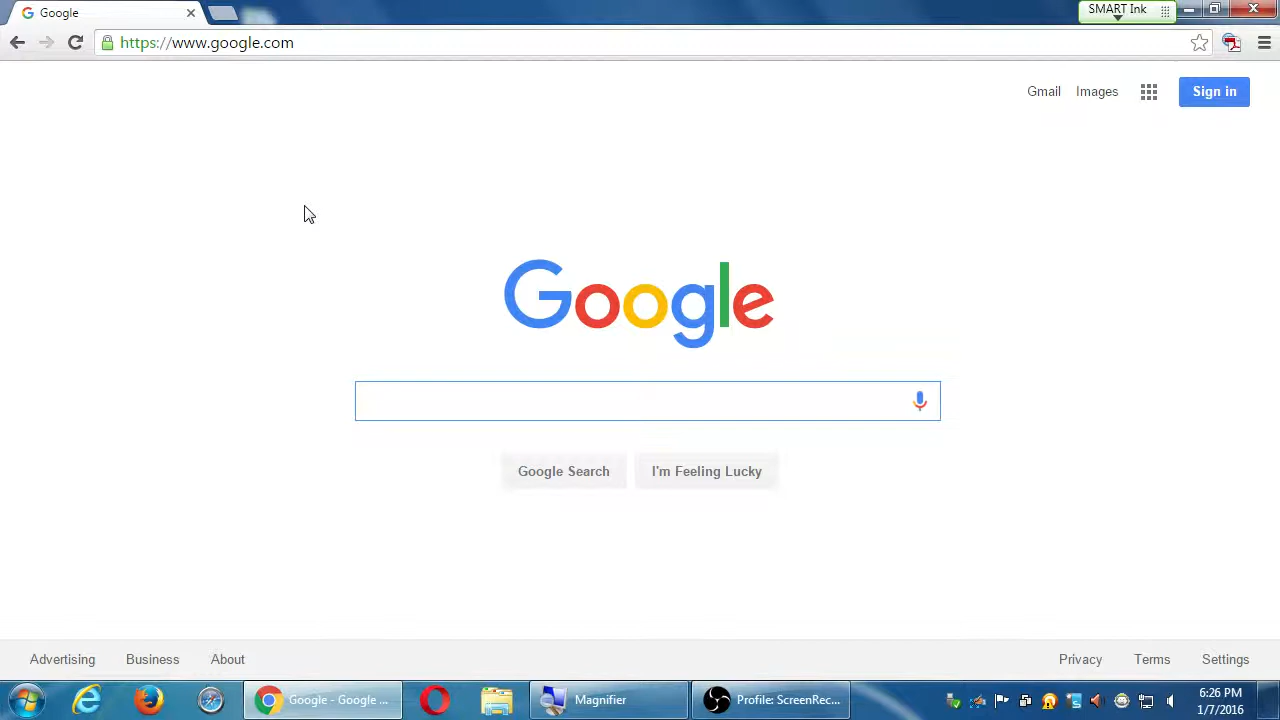 Google
SMART Ink
https://www.google.com
Gmail Images Sign in
Google
Google Search I'm Feeling Lucky
Advertising Business About Privacy Terms Settings
Google - Google ... Magnifier Profile: ScreenRec...
6:26 PM
1/7/2016